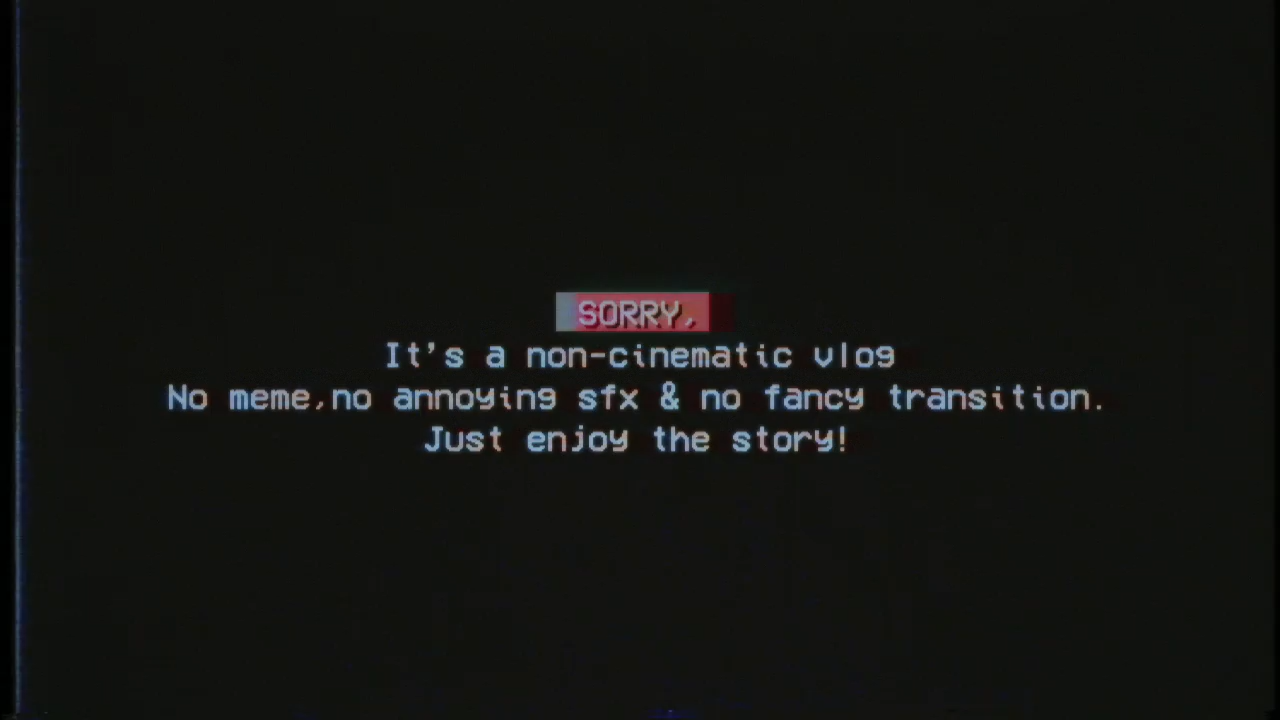 SORRY,
It's a non-cinematic vlog
No meme,no annoying sfx & no fancy transition.
Just enjoy the story!